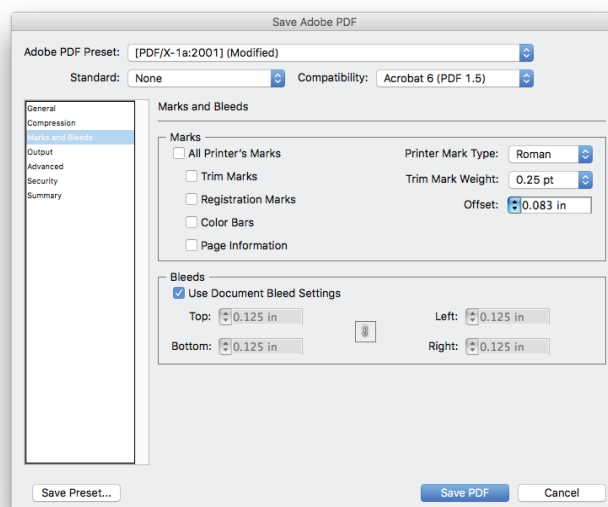 Save Adobe PDF
Adobe PDF Preset: [PDF/X-1a:2001] (Modified)
Standard: None Compatibility: Acrobat 6 (PDF 1.5)
General
Compression
Marks and Bleeds
Output
Advanced
Security
Summary
Marks and Bleeds
Marks
All Printer's Marks Printer Mark Type: Roman
Trim Marks Trim Mark Weight: 0.25 pt
Registration Marks Offset: 0.083 in
Color Bars
Page Information
Bleeds
Use Document Bleed Settings
Top: 0.125 in Left: 0.125 in
Bottom: 0.125 in Right: 0.125 in
Save Preset... Save PDF Cancel